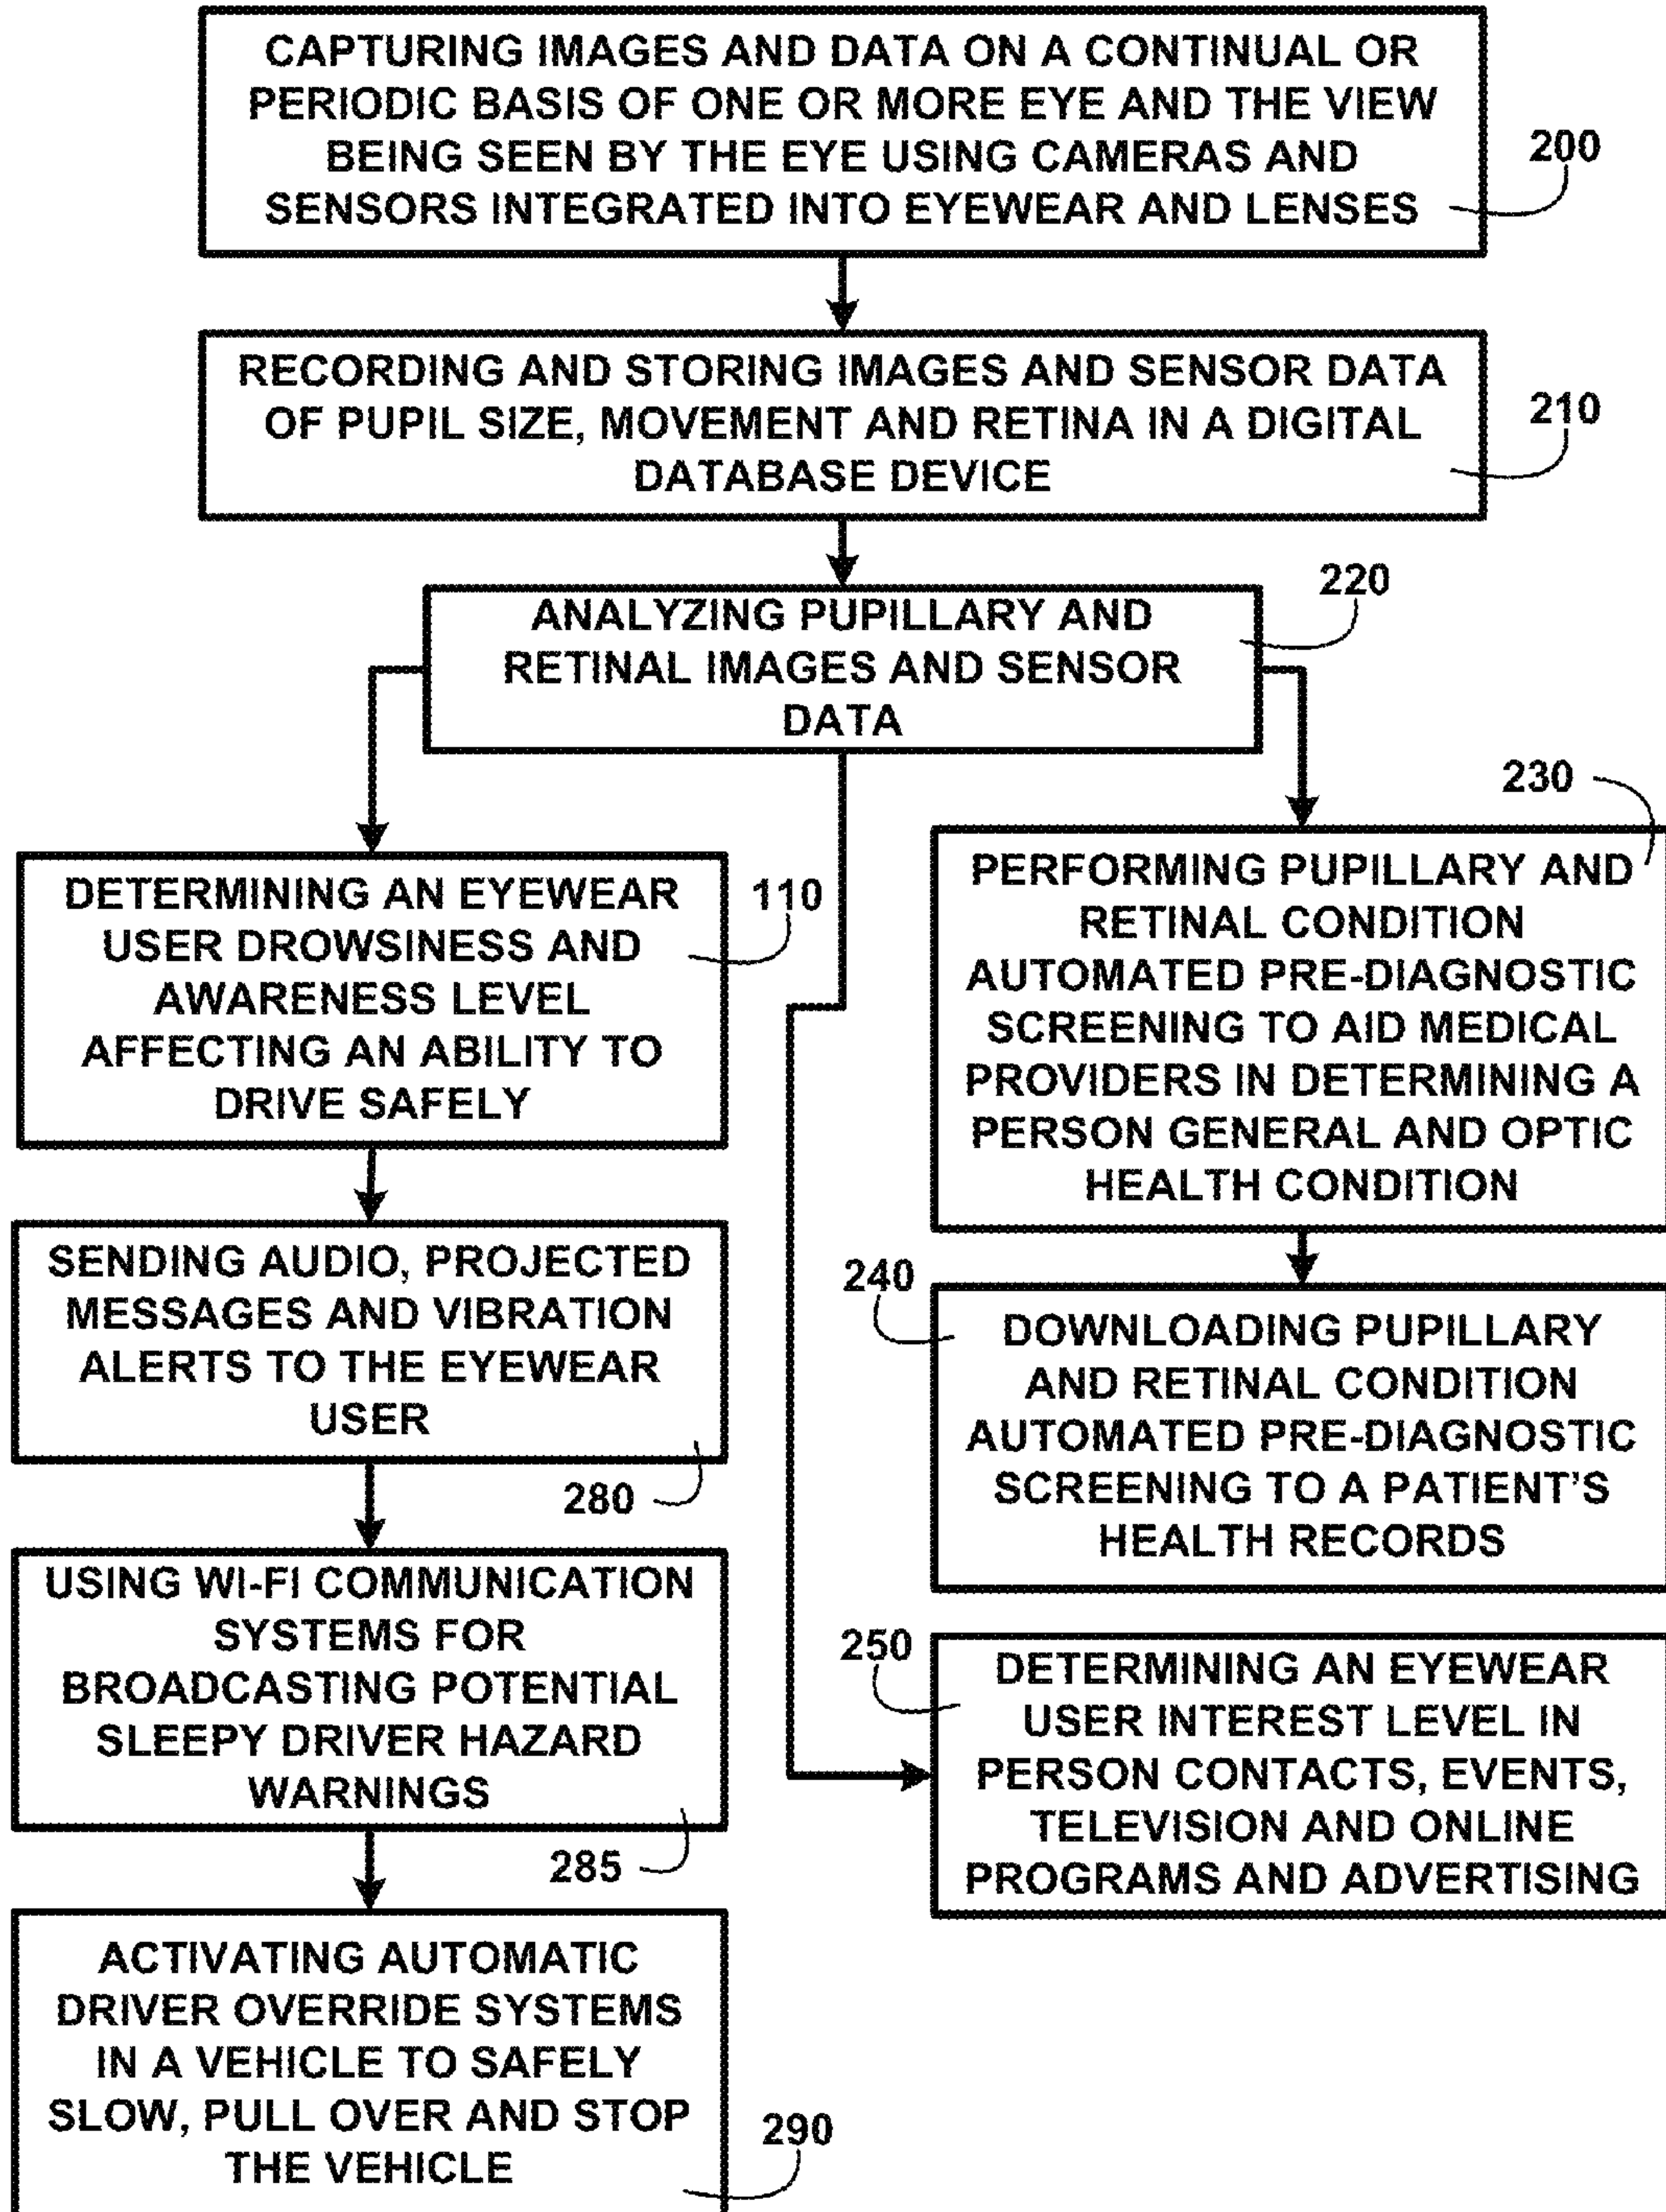 CAPTURING IMAGES AND DATA ON A CONTINUAL OR
PERIODIC BASIS OF ONE OR MORE EYE AND THE VIEW
BEING SEEN BY THE EYE USING CAMERAS AND
SENSORS INTEGRATED INTO EYEWEAR AND LENSES
200
RECORDING AND STORING IMAGES AND SENSOR DATA
OF PUPIL SIZE, MOVEMENT AND RETINA IN A DIGITAL
DATABASE DEVICE
210
ANALYZING PUPILLARY AND
RETINAL IMAGES AND SENSOR
DATA
220
DETERMINING AN EYEWEAR
USER DROWSINESS AND
AWARENESS LEVEL
AFFECTING AN ABILITY TO
DRIVE SAFELY
110
SENDING AUDIO, PROJECTED
MESSAGES AND VIBRATION
ALERTS TO THE EYEWEAR
USER
280
USING WI-FI COMMUNICATION
SYSTEMS FOR
BROADCASTING POTENTIAL
SLEEPY DRIVER HAZARD
WARNINGS
285
ACTIVATING AUTOMATIC
DRIVER OVERRIDE SYSTEMS
IN A VEHICLE TO SAFELY
SLOW, PULL OVER AND STOP
THE VEHICLE
290
230
PERFORMING PUPILLARY AND
RETINAL CONDITION
AUTOMATED PRE-DIAGNOSTIC
SCREENING TO AID MEDICAL
PROVIDERS IN DETERMINING A
PERSON GENERAL AND OPTIC
HEALTH CONDITION
240
DOWNLOADING PUPILLARY
AND RETINAL CONDITION
AUTOMATED PRE-DIAGNOSTIC
SCREENING TO A PATIENT'S
HEALTH RECORDS
250
DETERMINING AN EYEWEAR
USER INTEREST LEVEL IN
PERSON CONTACTS, EVENTS,
TELEVISION AND ONLINE
PROGRAMS AND ADVERTISING